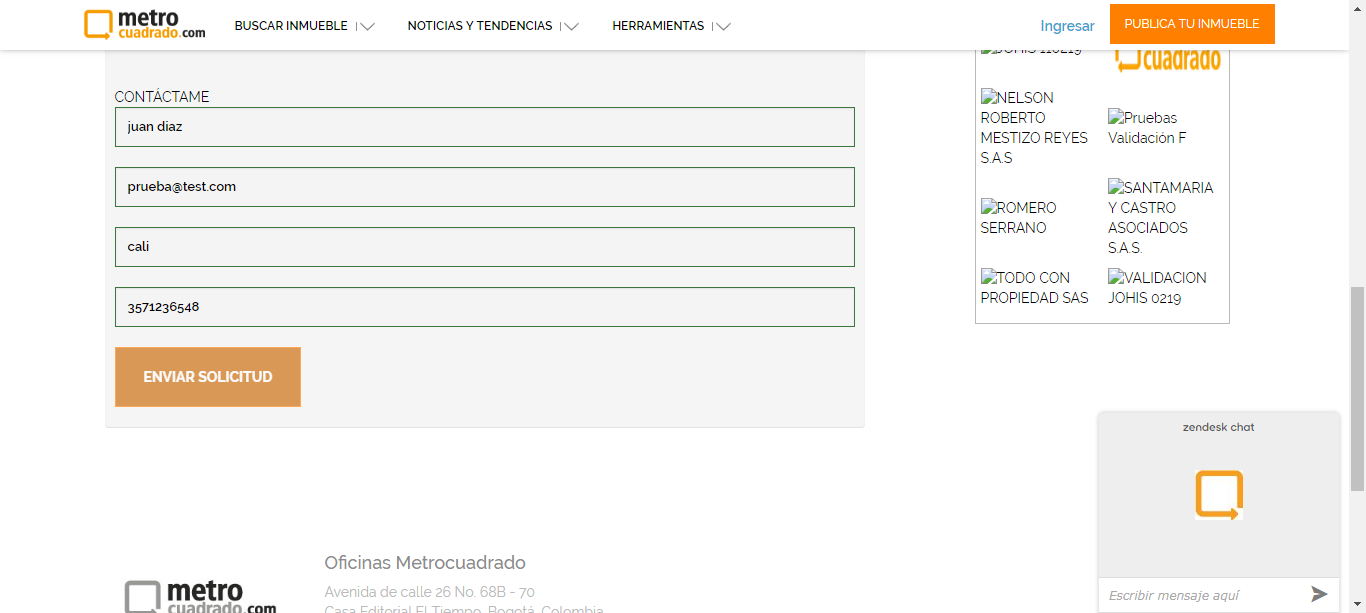 metro
cuadrado.com
BUSCAR INMUEBLE
NOTICIAS Y TENDENCIAS
HERRAMIENTAS
Ingresar
PUBLICA TU INMUEBLE
CONTÁCTAME
juan diaz
prueba@test.com
cali
3571236548
ENVIAR SOLICITUD
JOHIS 110219
cuadrado
NELSON
ROBERTO
MESTIZO REYES
S.A.S
Pruebas
Validación F
ROMERO
SERRANO
SANTAMARIA
Y CASTRO
ASOCIADOS
S.A.S.
TODO CON
PROPIEDAD SAS
VALIDACION
JOHIS 0219
zendesk chat
Escribir mensaje aquí
metro
cuadrado.com
Oficinas Metrocuadrado
Avenida de calle 26 No. 68B - 70
Casa Editorial El Tiempo, Bogotá, Colombia